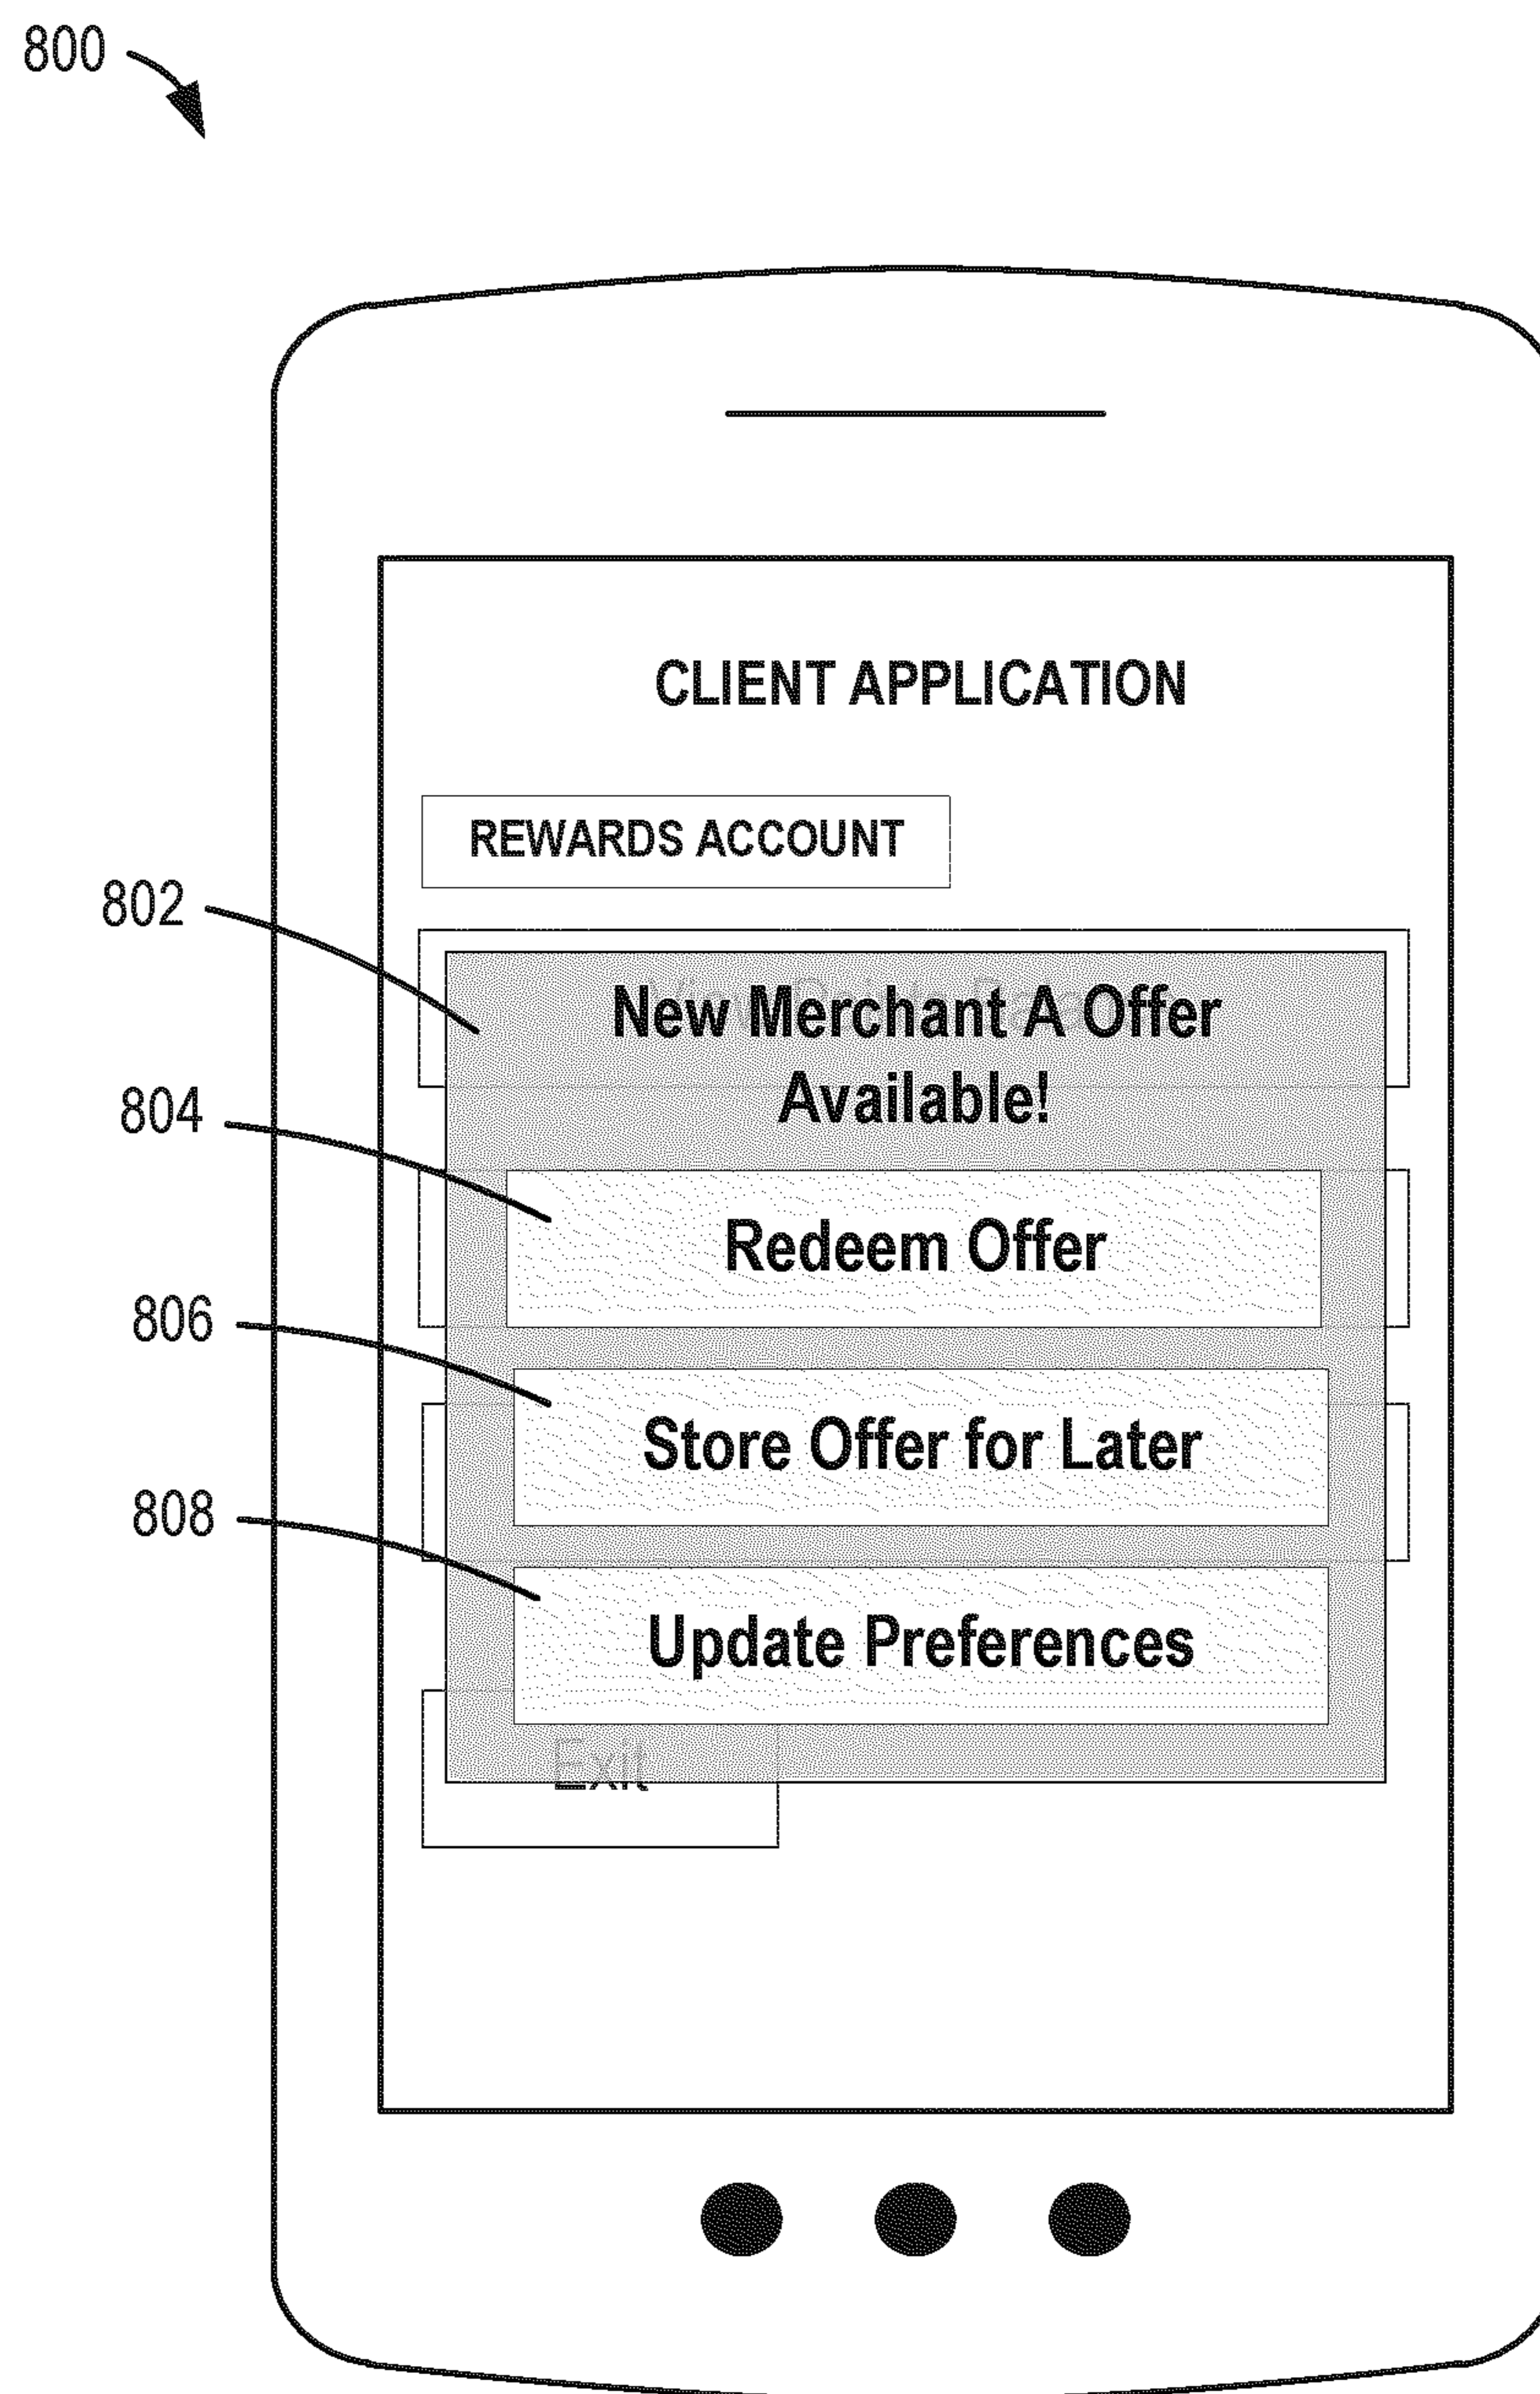 800
CLIENT APPLICATION
REWARDS ACCOUNT
802
New Merchant A Offer
Available!
804
Redeem Offer
806
Store Offer for Later
808
Update Preferences
Exit